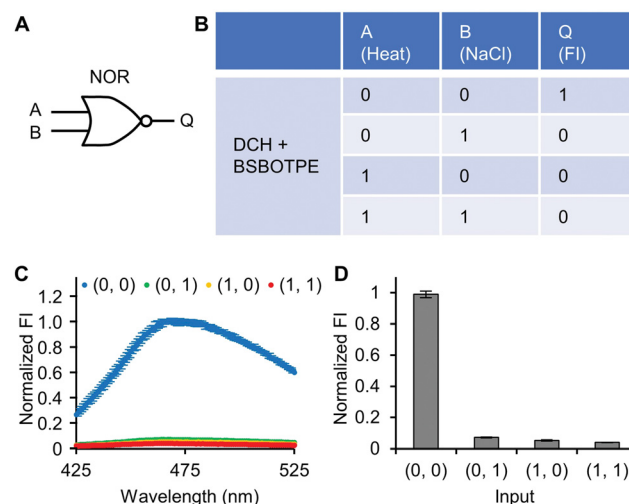 A
NOR
A
B
Q
B
A (Heat)
B (NaCl)
Q (FI)
DCH + BSBOTPE
0 0 1
0 1 0
1 0 0
1 1 0
C
(0, 0) (0, 1) (1, 0) (1, 1)
Normalized FI
1.2
1
0.8
0.6
0.4
0.2
0
425 475 525
Wavelength (nm)
D
Normalized FI
1
0.8
0.6
0.4
0.2
0
(0, 0) (0, 1) (1, 0) (1, 1)
Input